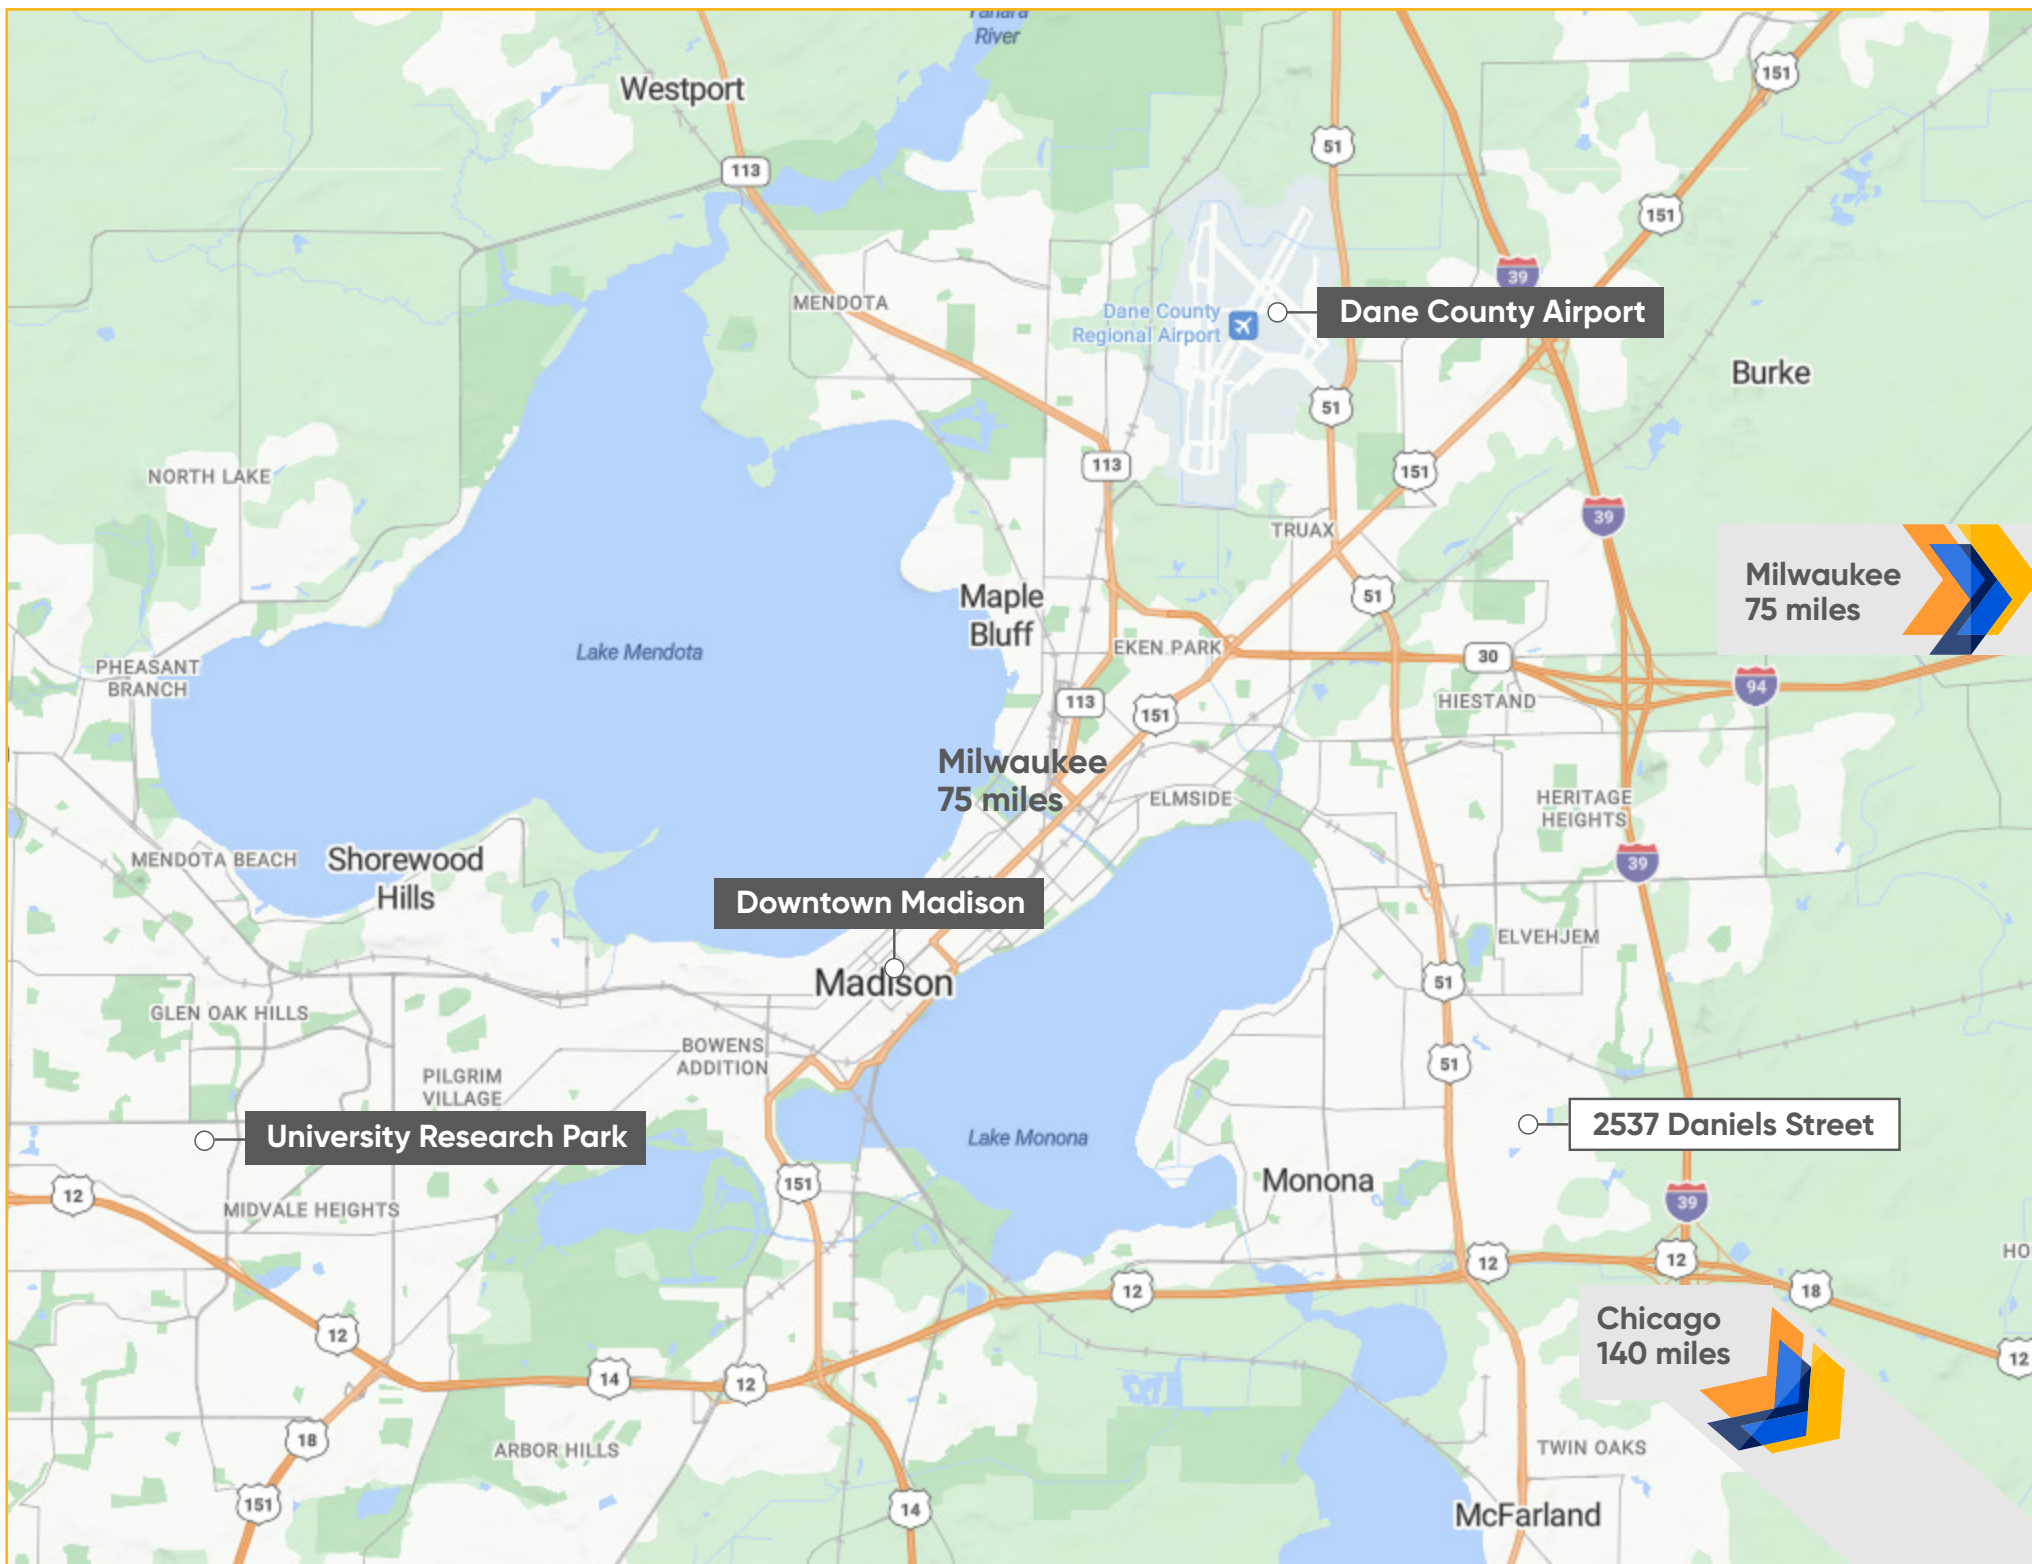 Yahara
River
Westport
151
51
113
151
39
MENDOTA
Dane County
Regional Airport
Dane County Airport
Burke
51
113
151
NORTH LAKE
39
TRUAX
Milwaukee
75 miles
51
Maple
Bluff
Lake Mendota
EKEN PARK
30
PHEASANT
BRANCH
94
HIESTAND
113
151
Milwaukee
75 miles
ELMSIDE
HERITAGE
HEIGHTS
MENDOTA BEACH
Shorewood
Hills
39
Downtown Madison
ELVEHJEM
Madison
51
GLEN OAK HILLS
BOWENS
ADDITION
51
PILGRIM
VILLAGE
2537 Daniels Street
University Research Park
Lake Monona
Monona
151
12
39
MIDVALE HEIGHTS
HO
12
12
12
18
Chicago
140 miles
12
12
14
12
18
ARBOR HILLS
TWIN OAKS
151
14
McFarland